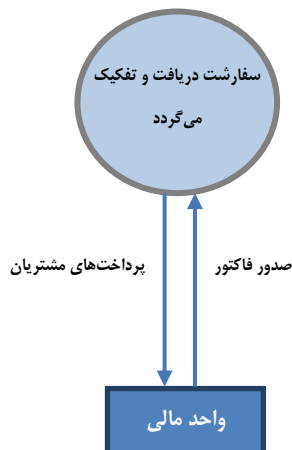 سفارشت دریافت و تفکیک
می‌گردد
صدور فاکتور
پرداخت‌های مشتریان
واحد مالی